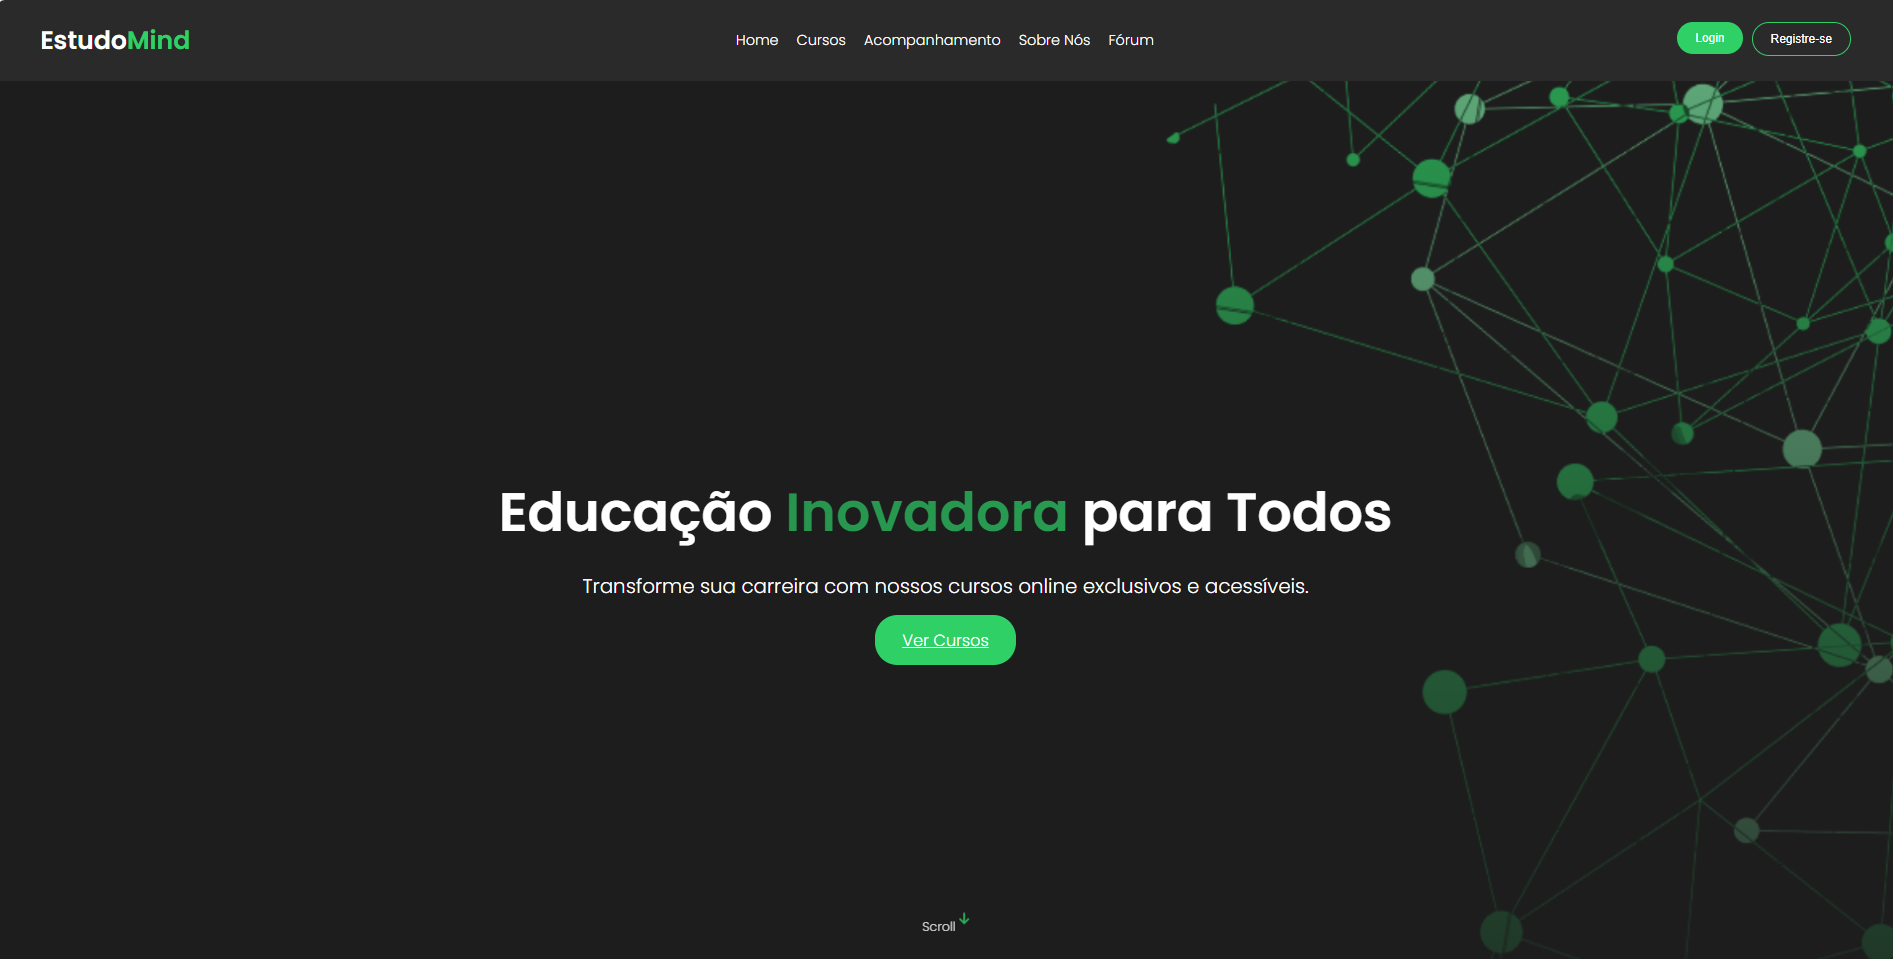 EstudoMind
Home Cursos Acompanhamento Sobre Nós Fórum
Login Registre-se
Educação Inovadora para Todos
Transforme sua carreira com nossos cursos online exclusivos e acessíveis.
Ver Cursos
Scroll